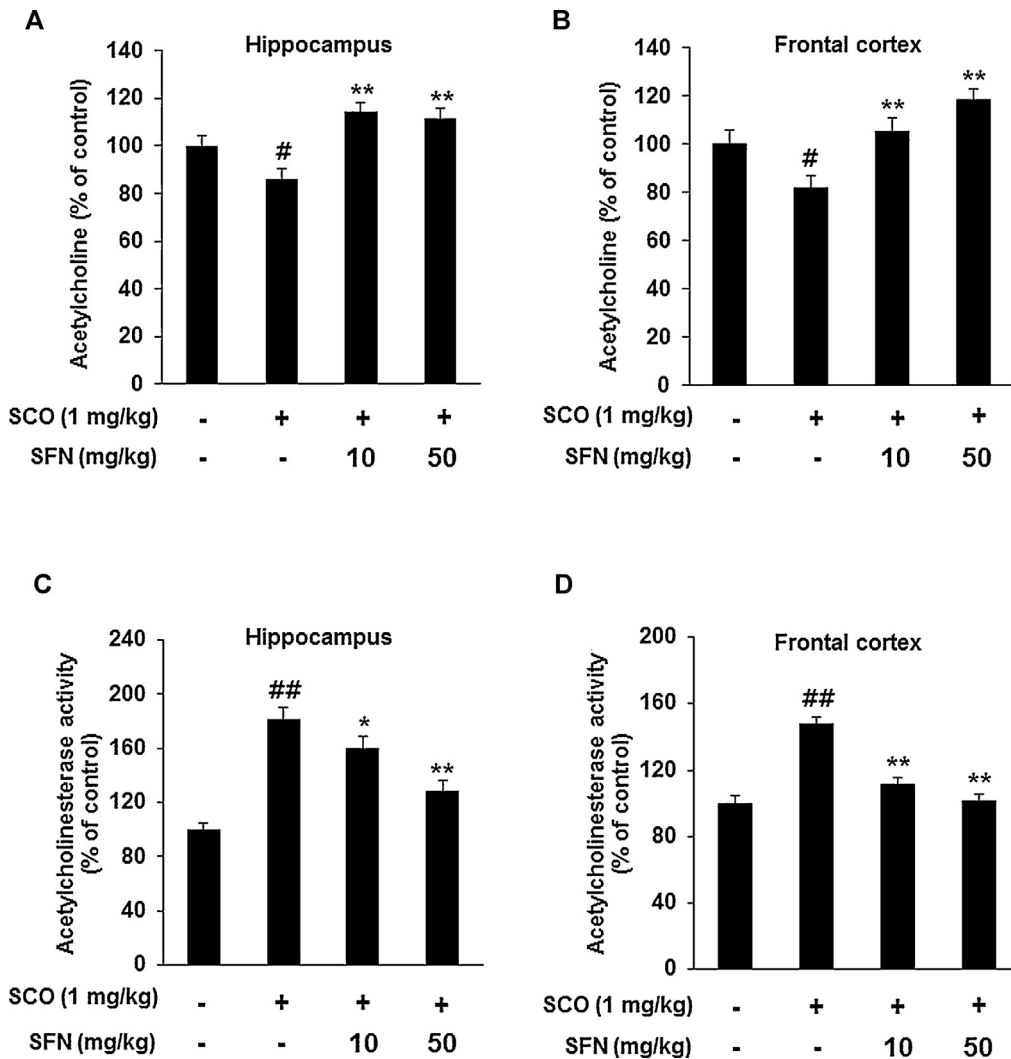 A
Hippocampus
Acetylcholine (% of control)
140
120
100
80
60
40
20
0
#
**
**
SCO (1 mg/kg) - + + +
SFN (mg/kg) - - 10 50
B
Frontal cortex
Acetylcholine (% of control)
140
120
100
80
60
40
20
0
#
**
**
SCO (1 mg/kg) - + + +
SFN (mg/kg) - - 10 50
C
Hippocampus
Acetylcholinesterase activity
(% of control)
240
200
160
120
80
40
0
##
*
**
SCO (1 mg/kg) - + + +
SFN (mg/kg) - - 10 50
D
Frontal cortex
Acetylcholinesterase activity
(% of control)
200
160
120
80
40
0
##
**
**
SCO (1 mg/kg) - + + +
SFN (mg/kg) - - 10 50